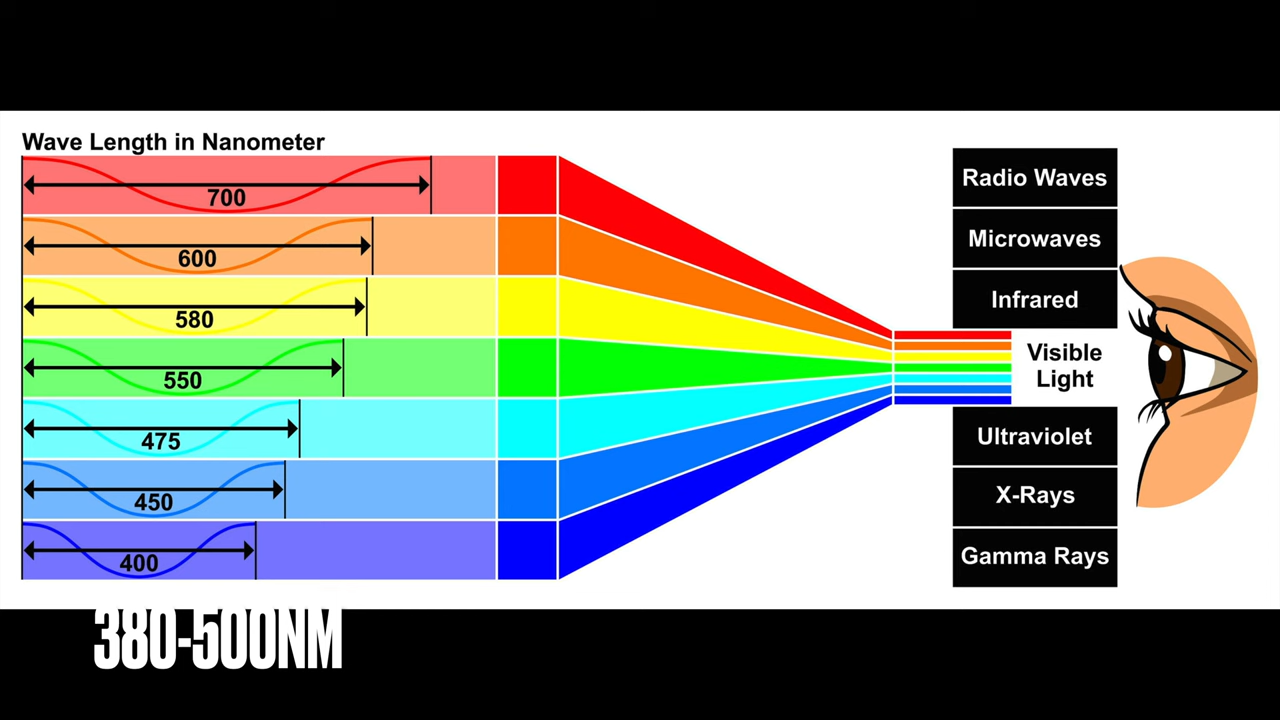 Wave Length in Nanometer
700
600
580
550
475
450
400
Radio Waves
Microwaves
Infrared
Visible
Light
Ultraviolet
X-Rays
Gamma Rays
380-500NM